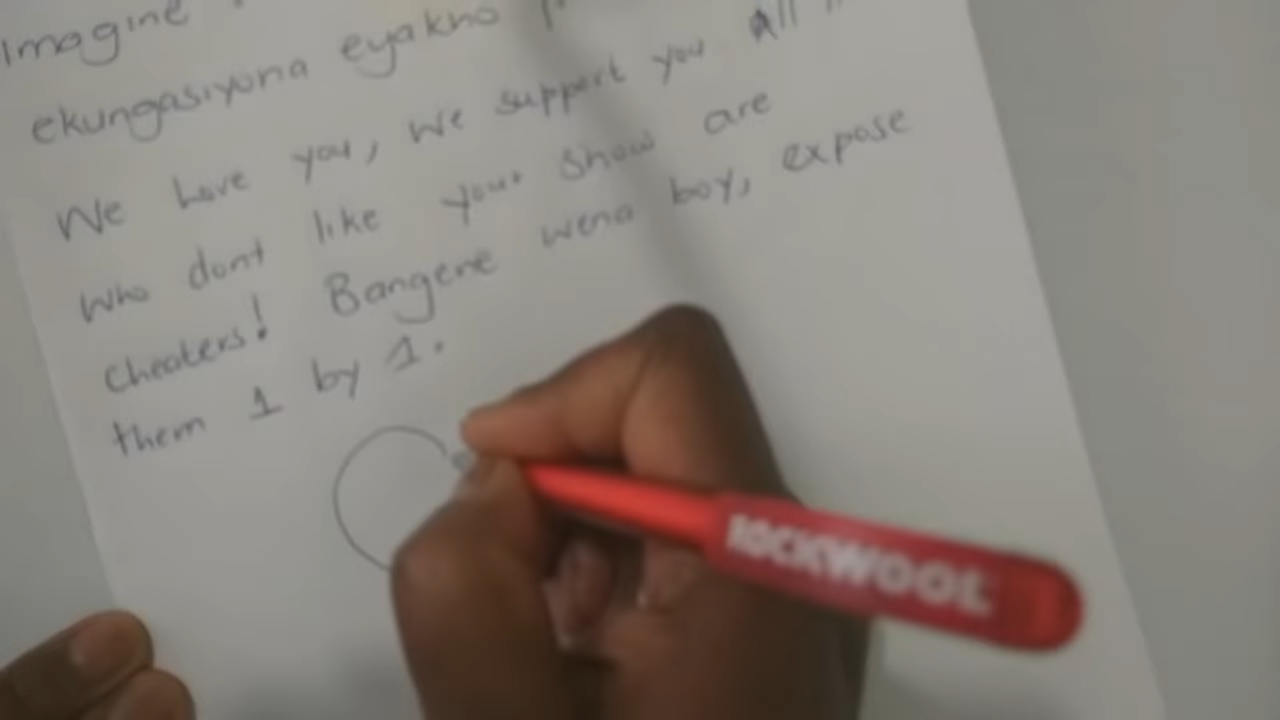 Imagine
ekungasiyona eyakho
We love you, we support you All
who dont like your show are
cheaters! Bangene wena boy, expose
them 1 by 1.
ROCKWOOL